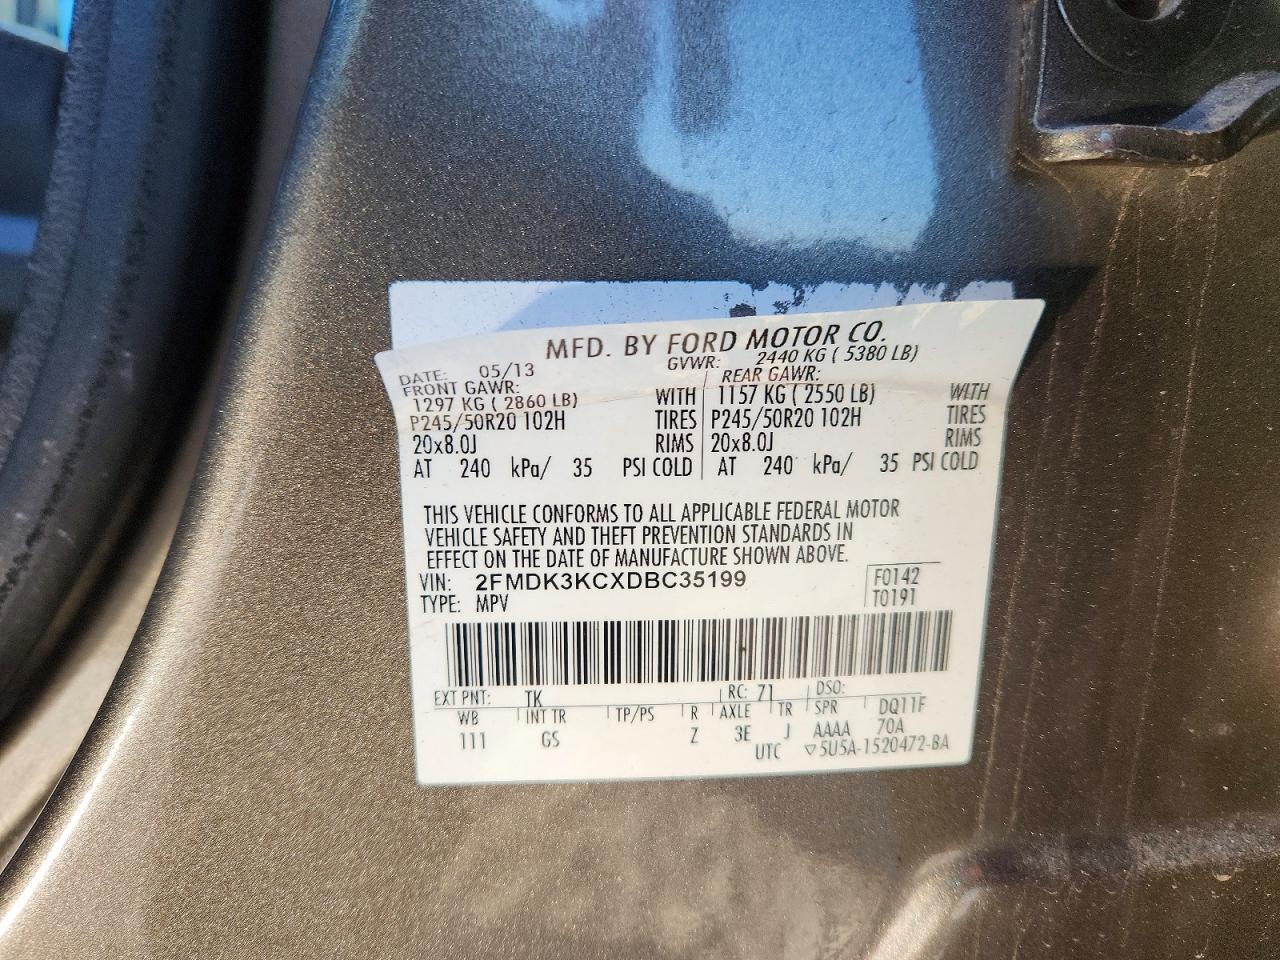 MFD. BY FORD MOTOR CO.
DATE: 05/13 GVWR: 2440 KG ( 5380 LB)
FRONT GAWR: REAR GAWR:
1297 KG ( 2860 LB) WITH 1157 KG ( 2550 LB) WITH
P245/50R20 102H TIRES P245/50R20 102H TIRES
20x8.0J RIMS 20x8.0J RIMS
AT 240 kPa/ 35 PSI COLD AT 240 kPa/ 35 PSI COLD
THIS VEHICLE CONFORMS TO ALL APPLICABLE FEDERAL MOTOR
VEHICLE SAFETY AND THEFT PREVENTION STANDARDS IN
EFFECT ON THE DATE OF MANUFACTURE SHOWN ABOVE.
VIN: 2FMDK3KCXDBC35199 F0142
TYPE: MPV T0191
EXT PNT: TK RC: 71 DSO:
WB INT TR TP/PS R AXLE TR SPR DQ11F
111 GS Z 3E J AAAA 70A
UTC ▽5U5A-1520472-BA